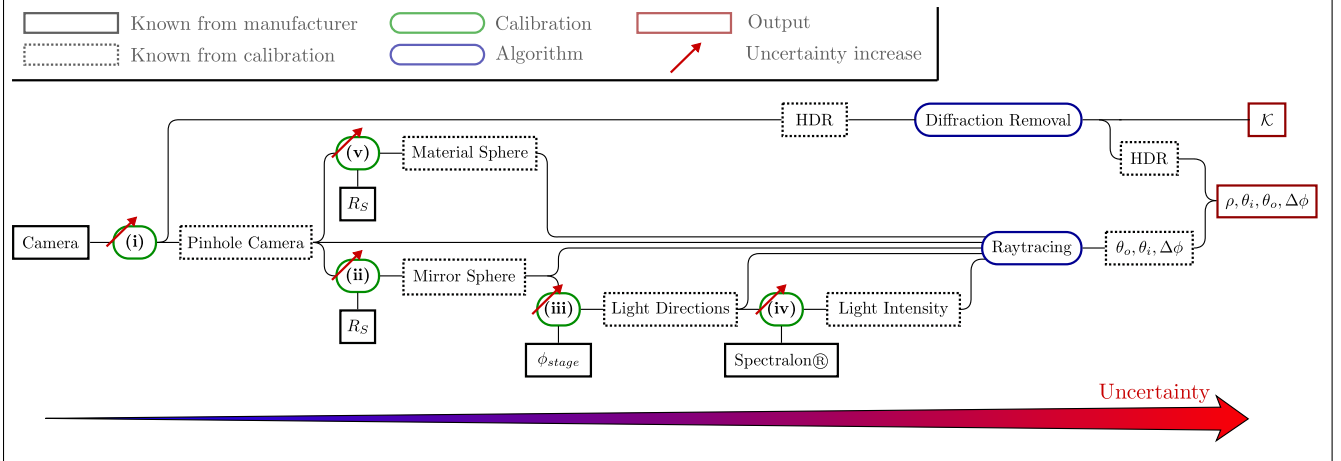 Known from manufacturer
Calibration
Output
Known from calibration
Algorithm
Uncertainty increase
HDR
Diffraction Removal
𝒦
(v)
Material Sphere
HDR
R_S
ρ, θ_i, θ_o, Δϕ
Camera
(i)
Pinhole Camera
Raytracing
θ_o, θ_i, Δϕ
(ii)
Mirror Sphere
(iii)
Light Directions
(iv)
Light Intensity
R_S
ϕ_stage
Spectralon®
Uncertainty